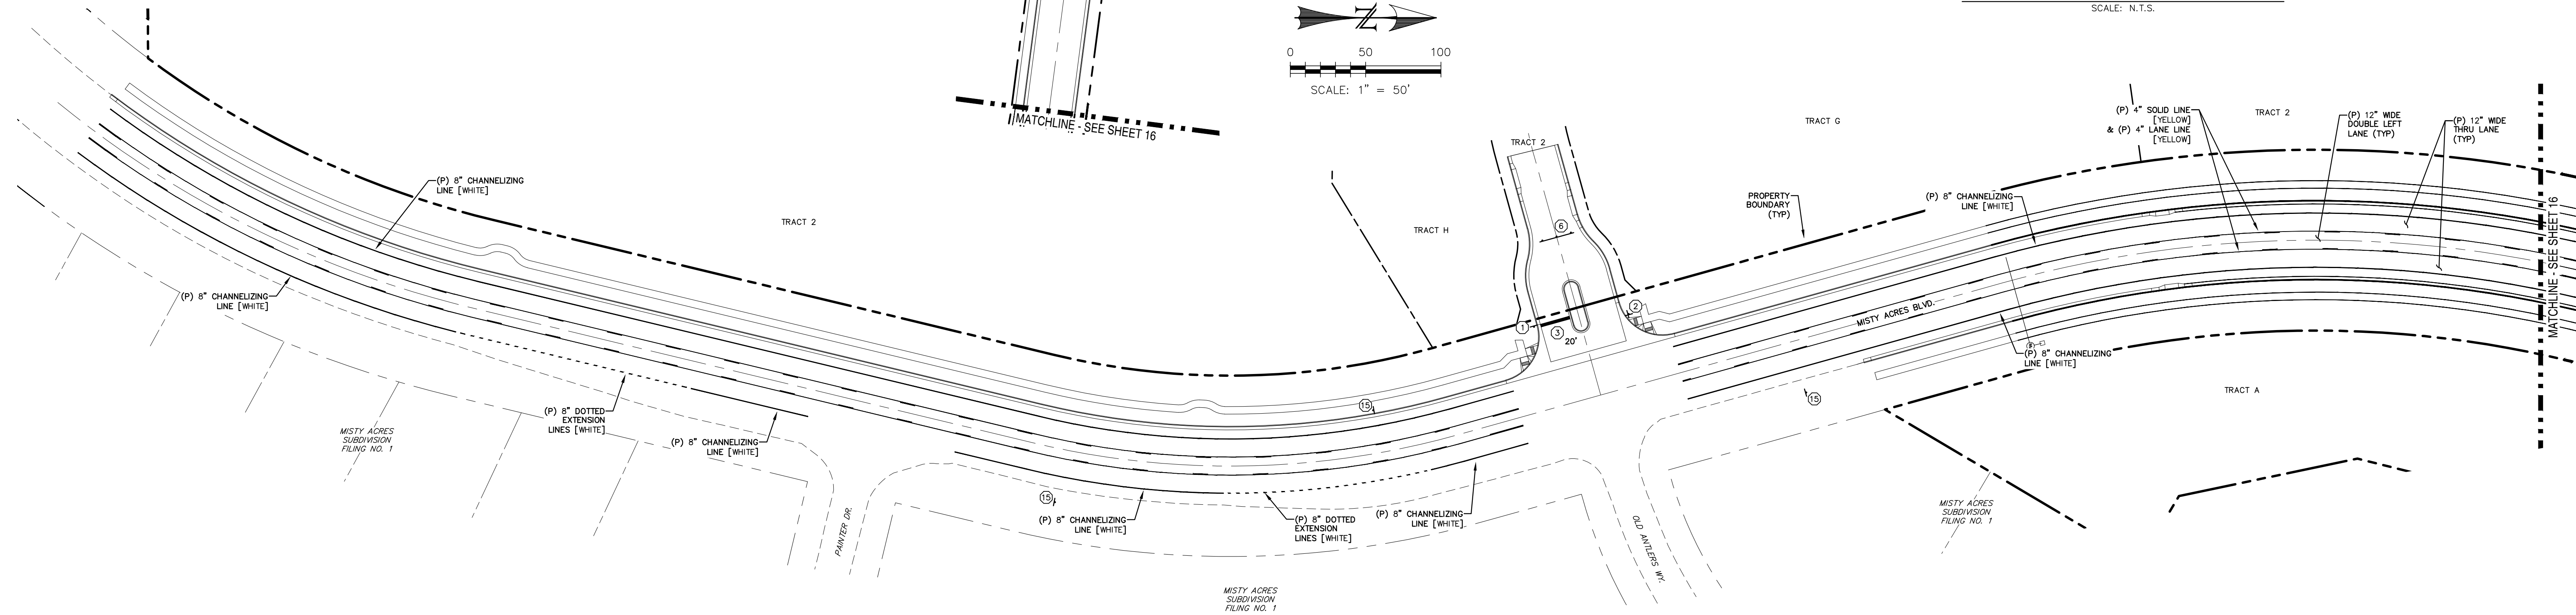 SCALE: N.T.S.
N
0 50 100
SCALE: 1" = 50'
MATCHLINE - SEE SHEET 16
(P) 8" CHANNELIZING
LINE [WHITE]
TRACT 2
(P) 8" CHANNELIZING
LINE [WHITE]
(P) 8" DOTTED
EXTENSION
LINES [WHITE]
(P) 8" CHANNELIZING
LINE [WHITE]
MISTY ACRES
SUBDIVISION
FILING NO. 1
PAINTER DR.
15
(P) 8" CHANNELIZING
LINE [WHITE]
(P) 8" DOTTED
EXTENSION
LINES [WHITE]
(P) 8" CHANNELIZING
LINE [WHITE]
MISTY ACRES
SUBDIVISION
FILING NO. 1
15
TRACT H
TRACT 2
6
1
2
3
20'
OLD ANTLERS WY.
TRACT G
PROPERTY
BOUNDARY
(TYP)
(P) 8" CHANNELIZING
LINE [WHITE]
MISTY ACRES BLVD.
15
(P) 8" CHANNELIZING
LINE [WHITE]
(P) 4" SOLID LINE
[YELLOW]
& (P) 4" LANE LINE
[YELLOW]
TRACT 2
(P) 12" WIDE
DOUBLE LEFT
LANE (TYP)
(P) 12" WIDE
THRU LANE
(TYP)
TRACT A
MISTY ACRES
SUBDIVISION
FILING NO. 1
MATCHLINE - SEE SHEET 16